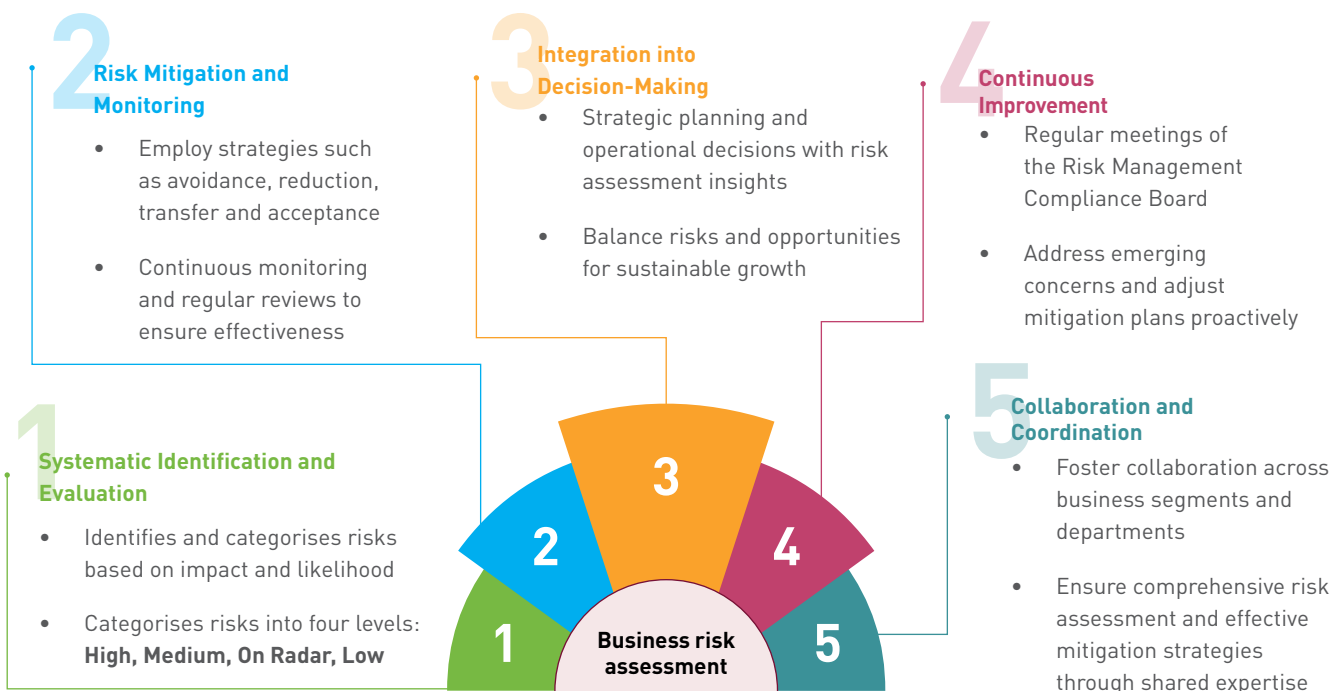 2
Risk Mitigation and
Monitoring
• Employ strategies such
as avoidance, reduction,
transfer and acceptance
• Continuous monitoring
and regular reviews to
ensure effectiveness
3
Integration into
Decision-Making
• Strategic planning and
operational decisions with risk
assessment insights
• Balance risks and opportunities
for sustainable growth
4
Continuous
Improvement
• Regular meetings of
the Risk Management
Compliance Board
• Address emerging
concerns and adjust
mitigation plans proactively
1
Systematic Identification and
Evaluation
• Identifies and categorises risks
based on impact and likelihood
• Categorises risks into four levels:
High, Medium, On Radar, Low
5
Collaboration and
Coordination
• Foster collaboration across
business segments and
departments
• Ensure comprehensive risk
assessment and effective
mitigation strategies
through shared expertise
1
2
3
4
5
Business risk
assessment